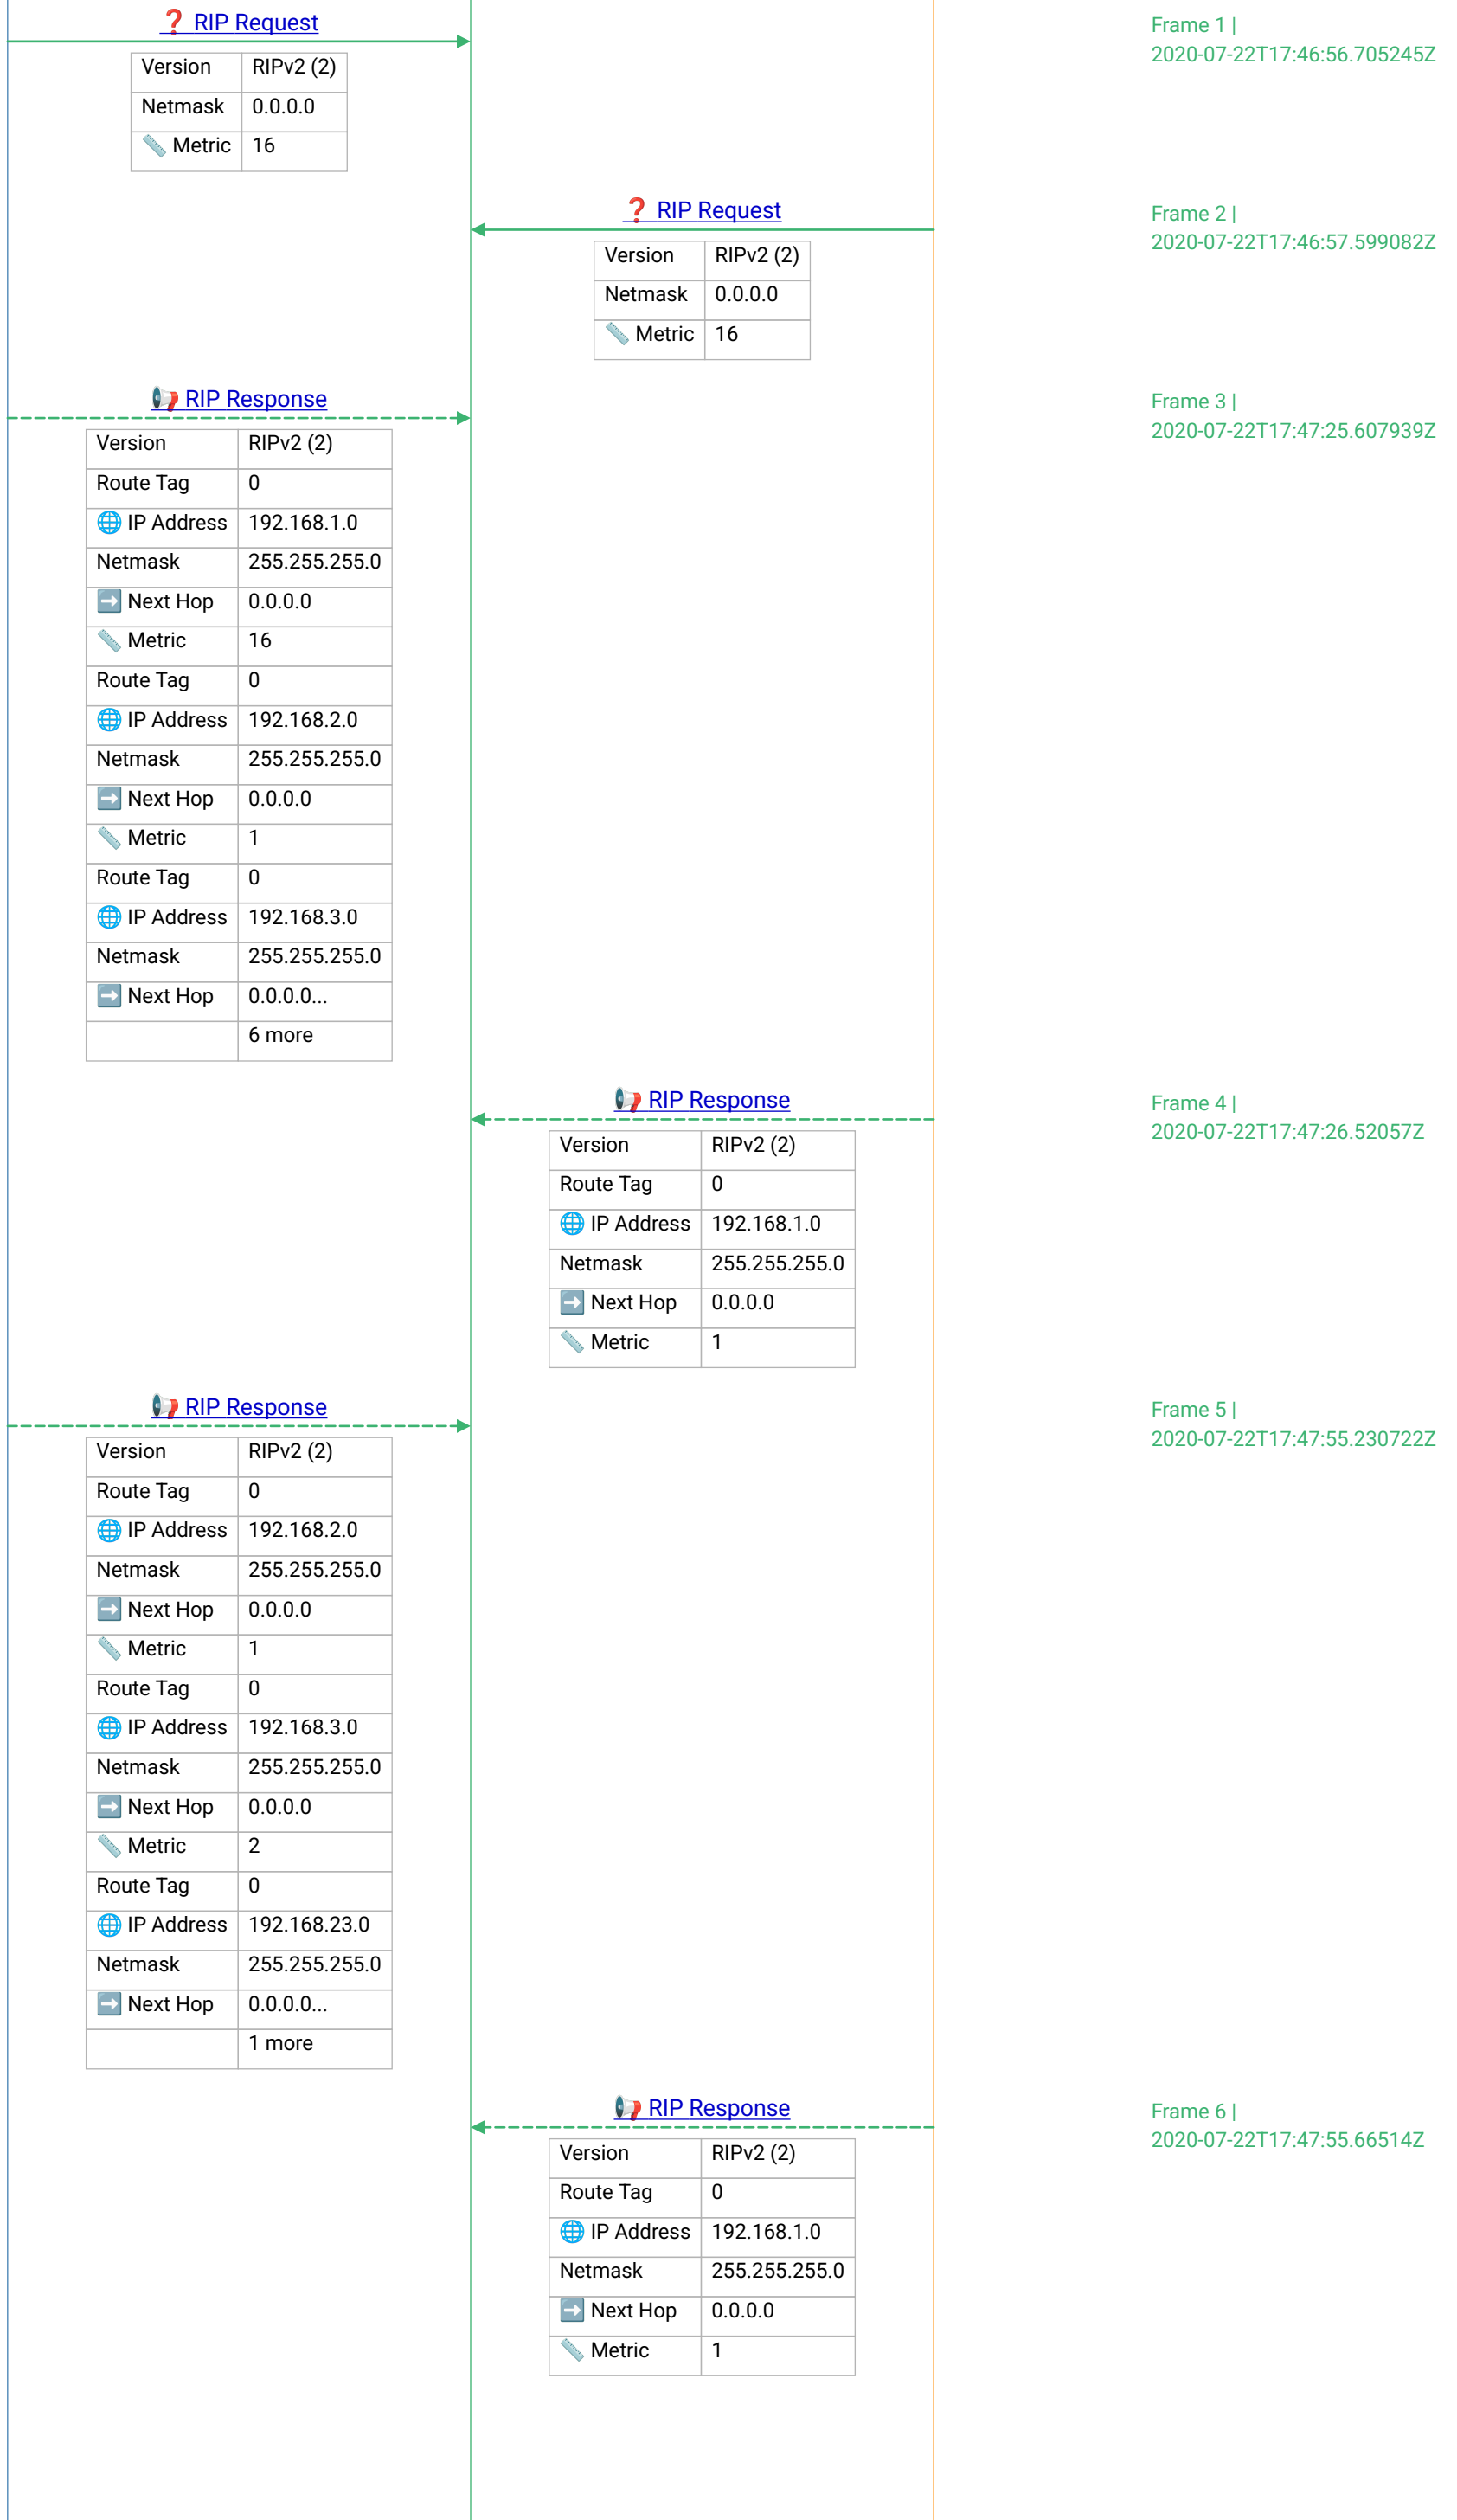 ❓ RIP Request
Frame 1 |
2020-07-22T17:46:56.705245Z
Version RIPv2 (2)
Netmask 0.0.0.0
📏 Metric 16
❓ RIP Request
Frame 2 |
2020-07-22T17:46:57.599082Z
Version RIPv2 (2)
Netmask 0.0.0.0
📏 Metric 16
📢 RIP Response
Frame 3 |
2020-07-22T17:47:25.607939Z
Version RIPv2 (2)
Route Tag 0
🌐 IP Address 192.168.1.0
Netmask 255.255.255.0
➡️ Next Hop 0.0.0.0
📏 Metric 16
Route Tag 0
🌐 IP Address 192.168.2.0
Netmask 255.255.255.0
➡️ Next Hop 0.0.0.0
📏 Metric 1
Route Tag 0
🌐 IP Address 192.168.3.0
Netmask 255.255.255.0
➡️ Next Hop 0.0.0.0...
6 more
📢 RIP Response
Frame 4 |
2020-07-22T17:47:26.52057Z
Version RIPv2 (2)
Route Tag 0
🌐 IP Address 192.168.1.0
Netmask 255.255.255.0
➡️ Next Hop 0.0.0.0
📏 Metric 1
📢 RIP Response
Frame 5 |
2020-07-22T17:47:55.230722Z
Version RIPv2 (2)
Route Tag 0
🌐 IP Address 192.168.2.0
Netmask 255.255.255.0
➡️ Next Hop 0.0.0.0
📏 Metric 1
Route Tag 0
🌐 IP Address 192.168.3.0
Netmask 255.255.255.0
➡️ Next Hop 0.0.0.0
📏 Metric 2
Route Tag 0
🌐 IP Address 192.168.23.0
Netmask 255.255.255.0
➡️ Next Hop 0.0.0.0...
1 more
📢 RIP Response
Frame 6 |
2020-07-22T17:47:55.66514Z
Version RIPv2 (2)
Route Tag 0
🌐 IP Address 192.168.1.0
Netmask 255.255.255.0
➡️ Next Hop 0.0.0.0
📏 Metric 1